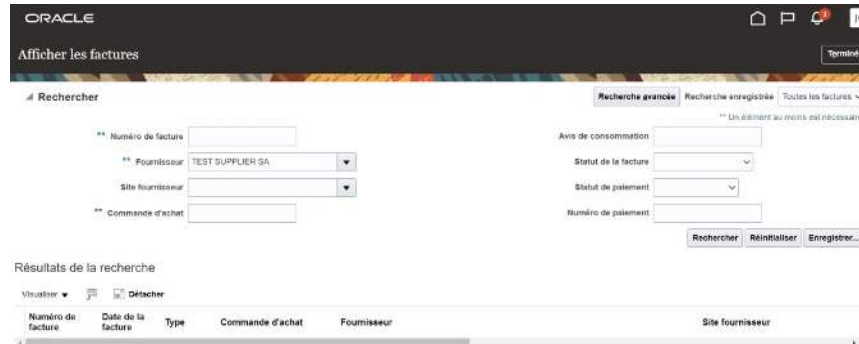 ORACLE
Afficher les factures
Terminé
Rechercher
Recherche avancée Recherche enregistrée Toutes les factures
** Un élément au moins est nécessaire
** Numéro de facture
Avis de consommation
** Fournisseur TEST SUPPLIER SA
Statut de la facture
Site fournisseur
Statut de paiement
** Commande d'achat
Numéro de paiement
Rechercher Réinitialiser Enregistrer...
Résultats de la recherche
Visualiser Détacher
Numéro de facture Date de la facture Type Commande d'achat Fournisseur Site fournisseur